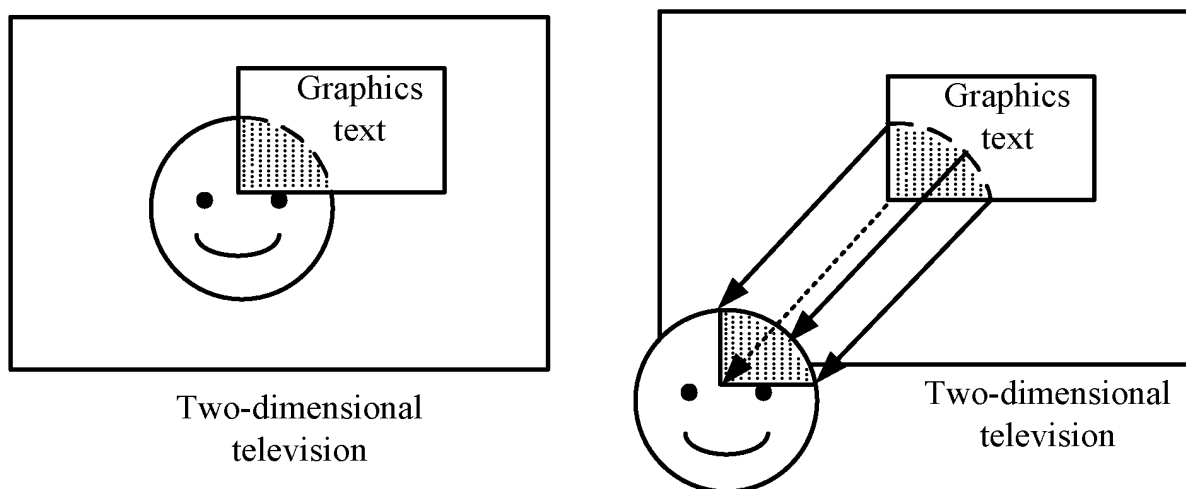 Graphics
text
Two-dimensional
television
Graphics
text
Two-dimensional
television